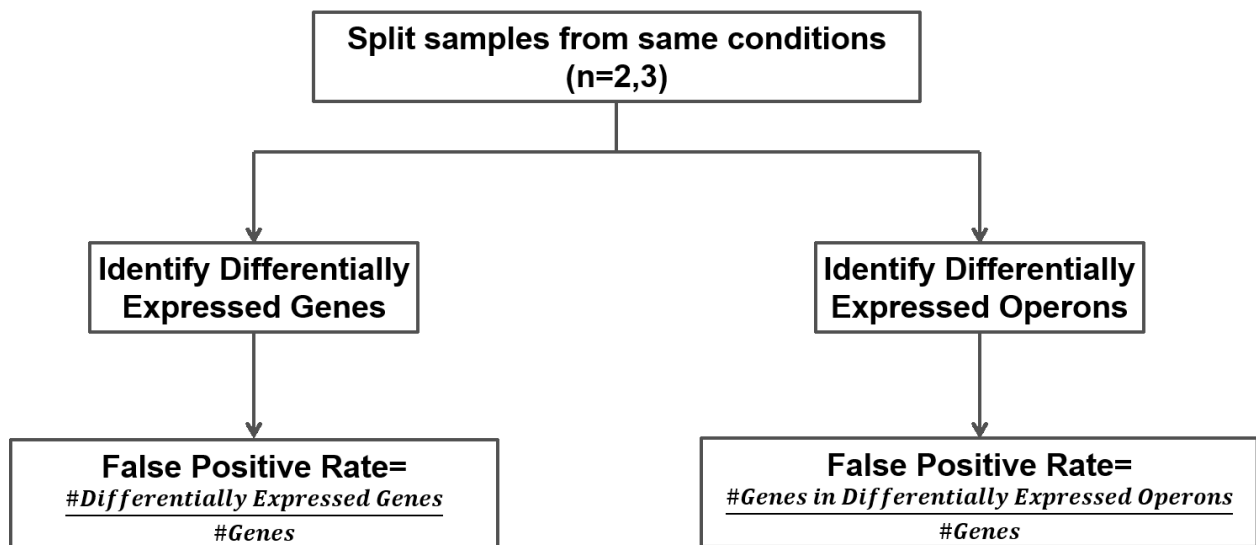 Split samples from same conditions
(n=2,3)
Identify Differentially
Expressed Genes
Identify Differentially
Expressed Operons
False Positive Rate=
#Differentially Expressed Genes
#Genes
False Positive Rate=
#Genes in Differentially Expressed Operons
#Genes